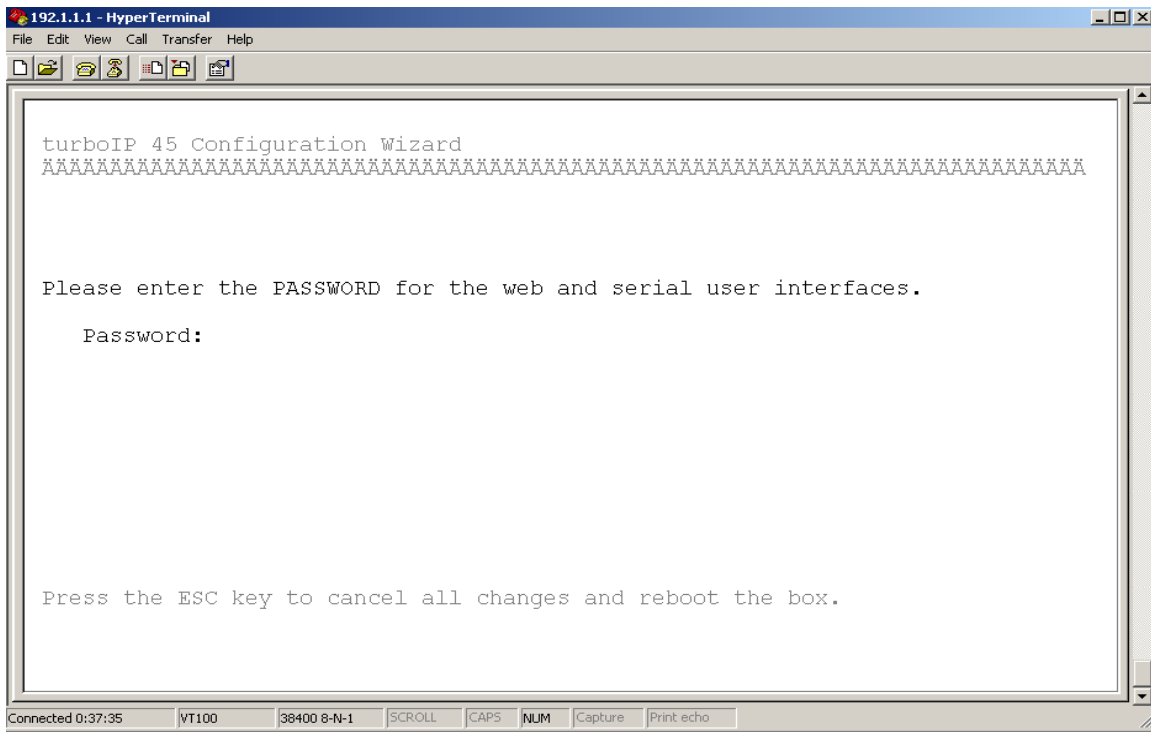 192.1.1.1 - HyperTerminal
File Edit View Call Transfer Help
turboIP 45 Configuration Wizard
ÄÄÄÄÄÄÄÄÄÄÄÄÄÄÄÄÄÄÄÄÄÄÄÄÄÄÄÄÄÄÄÄÄÄÄÄÄÄÄÄÄÄÄÄÄÄÄÄÄÄÄÄÄÄÄÄÄÄÄÄÄÄÄÄÄÄÄÄÄÄÄÄÄÄÄÄÄ
Please enter the PASSWORD for the web and serial user interfaces.
Password:
Press the ESC key to cancel all changes and reboot the box.
Connected 0:37:35 VT100 38400 8-N-1 SCROLL CAPS NUM Capture Print echo